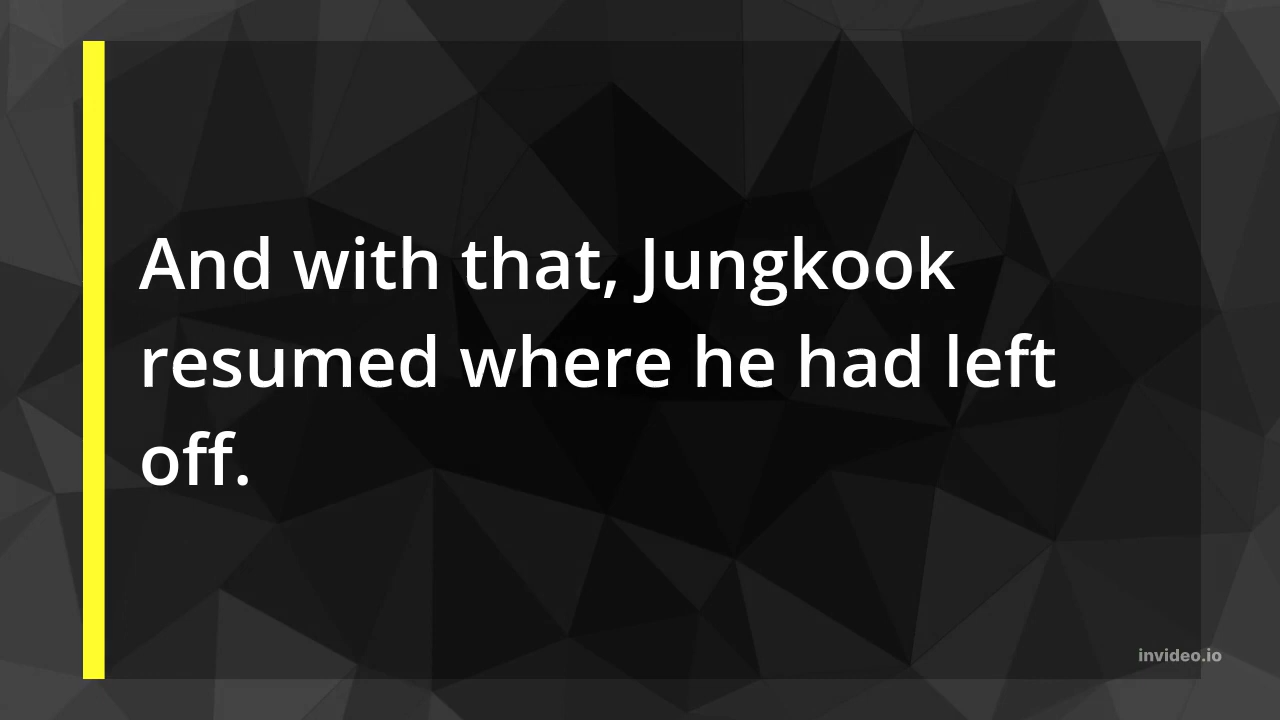 And with that, Jungkook
resumed where he had left
off.
invideo.io